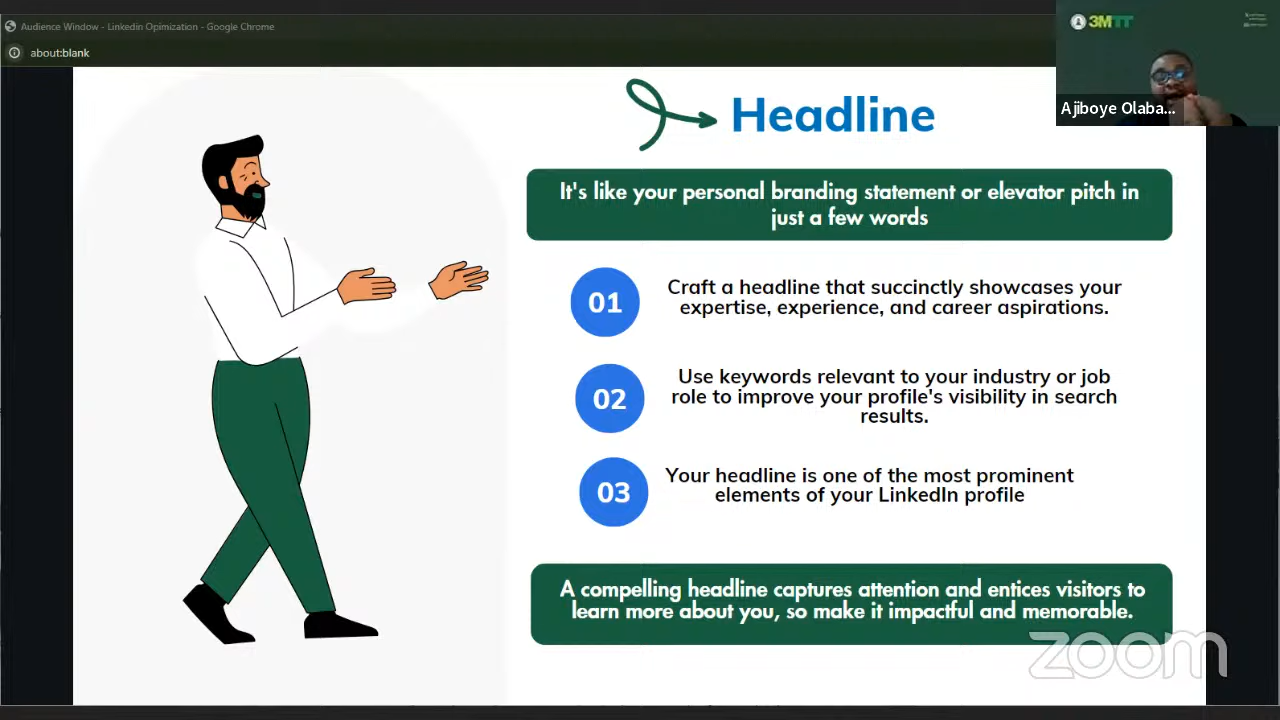 Audience Window - Linkedin Opimization - Google Chrome
about:blank
3MTT
Ajiboye Olaba...
Headline
It's like your personal branding statement or elevator pitch in
just a few words
01
Craft a headline that succinctly showcases your
expertise, experience, and career aspirations.
02
Use keywords relevant to your industry or job
role to improve your profile's visibility in search
results.
03
Your headline is one of the most prominent
elements of your LinkedIn profile
A compelling headline captures attention and entices visitors to
learn more about you, so make it impactful and memorable.
zoom